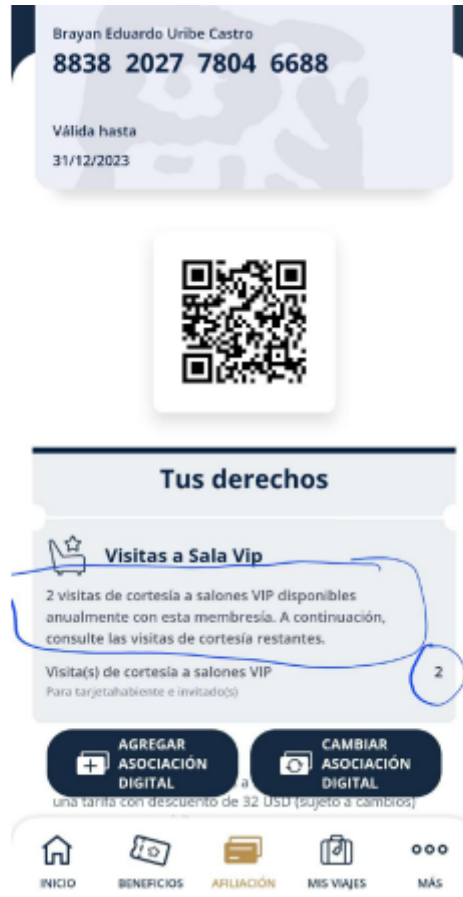 Brayan Eduardo Uribe Castro
8838 2027 7804 6688
Válida hasta
31/12/2023
Tus derechos
Visitas a Sala Vip
2 visitas de cortesía a salones VIP disponibles
anualmente con esta membresía. A continuación,
consulte las visitas de cortesía restantes.
Visita(s) de cortesía a salones VIP 2
Para tarjetahabiente e invitado(s)
AGREGAR
ASOCIACIÓN
DIGITAL
CAMBIAR
ASOCIACIÓN
DIGITAL
a
una tarifa con descuento de 32 USD (sujeto a cambios)
INICIO BENEFICIOS AFILIACIÓN MIS VIAJES MÁS